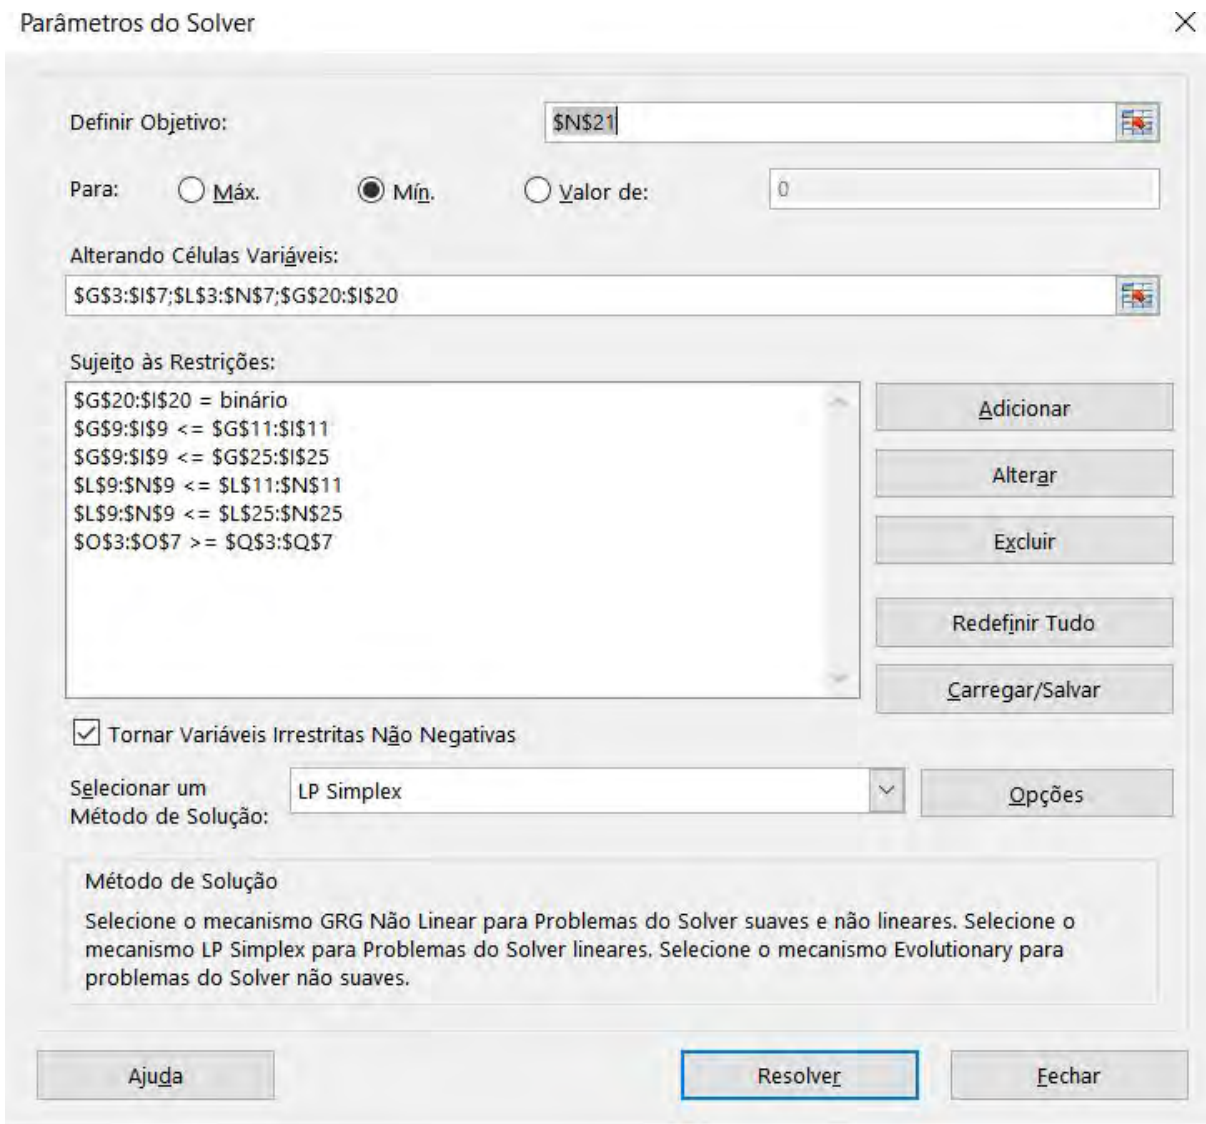 Parâmetros do Solver
Definir Objetivo:
$N$21
Para:
Máx.
Mín.
Valor de:
0
Alterando Células Variáveis:
$G$3:$I$7;$L$3:$N$7;$G$20:$I$20
Sujeito às Restrições:
$G$20:$I$20 = binário
$G$9:$I$9 <= $G$11:$I$11
$G$9:$I$9 <= $G$25:$I$25
$L$9:$N$9 <= $L$11:$N$11
$L$9:$N$9 <= $L$25:$N$25
$O$3:$O$7 >= $Q$3:$Q$7
Adicionar
Alterar
Excluir
Redefinir Tudo
Carregar/Salvar
Tornar Variáveis Irrestritas Não Negativas
Selecionar um
Método de Solução:
LP Simplex
Opções
Método de Solução
Selecione o mecanismo GRG Não Linear para Problemas do Solver suaves e não lineares. Selecione o
mecanismo LP Simplex para Problemas do Solver lineares. Selecione o mecanismo Evolutionary para
problemas do Solver não suaves.
Ajuda
Resolver
Fechar